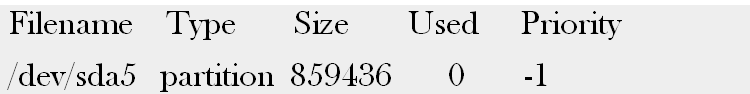 Filename Type Size Used Priority
/dev/sda5 partition 859436 0 -1